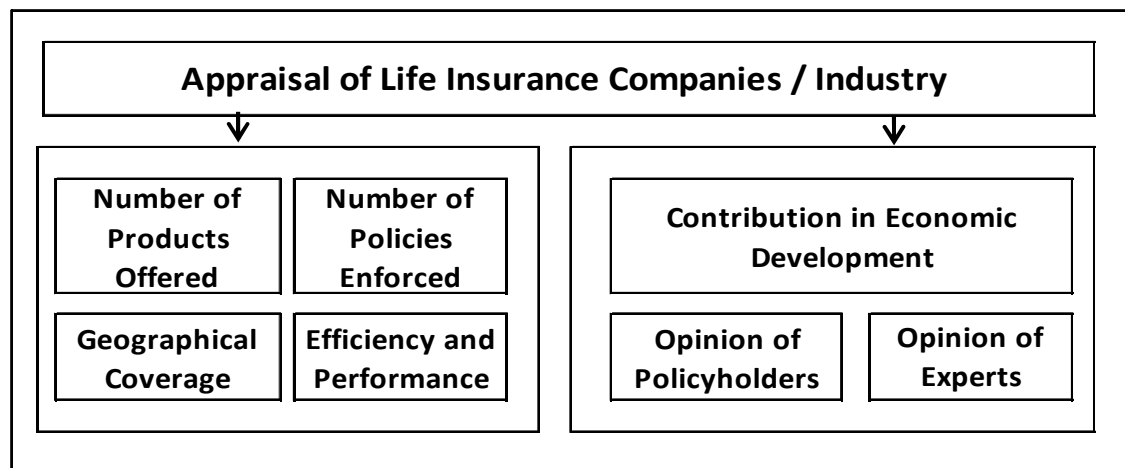 Appraisal of Life Insurance Companies / Industry
Number of
Products
Offered
Number of
Policies
Enforced
Geographical
Coverage
Efficiency and
Performance
Contribution in Economic
Development
Opinion of
Policyholders
Opinion of
Experts